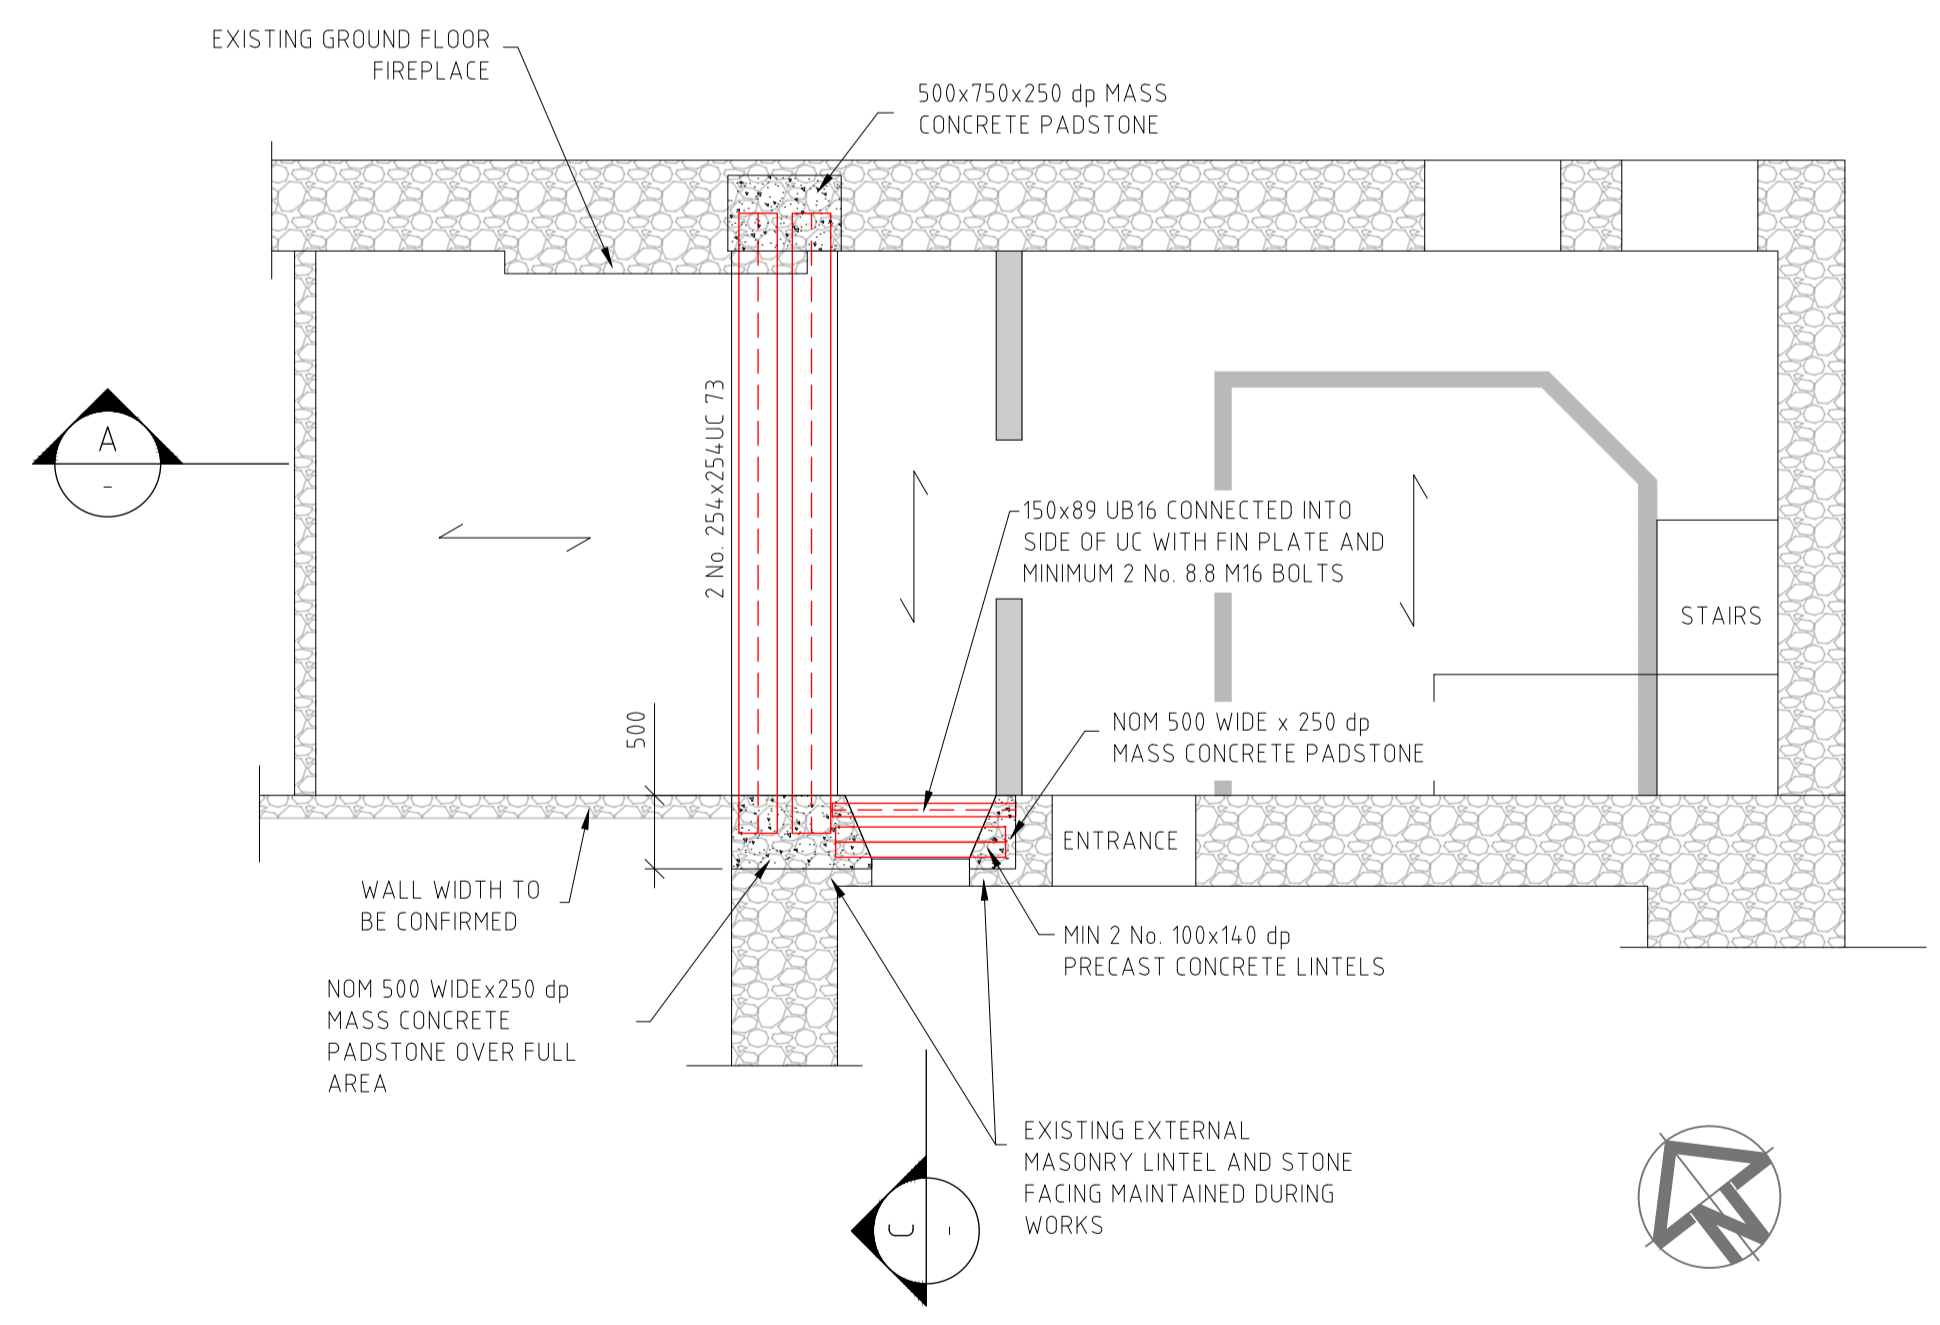 EXISTING GROUND FLOOR
FIREPLACE
500x750x250 dp MASS
CONCRETE PADSTONE
A
-
2 No. 254x254UC 73
150x89 UB16 CONNECTED INTO
SIDE OF UC WITH FIN PLATE AND
MINIMUM 2 No. 8.8 M16 BOLTS
STAIRS
500
NOM 500 WIDE x 250 dp
MASS CONCRETE PADSTONE
ENTRANCE
WALL WIDTH TO
BE CONFIRMED
MIN 2 No. 100x140 dp
PRECAST CONCRETE LINTELS
NOM 500 WIDEx250 dp
MASS CONCRETE
PADSTONE OVER FULL
AREA
EXISTING EXTERNAL
MASONRY LINTEL AND STONE
FACING MAINTAINED DURING
WORKS
C
-
N